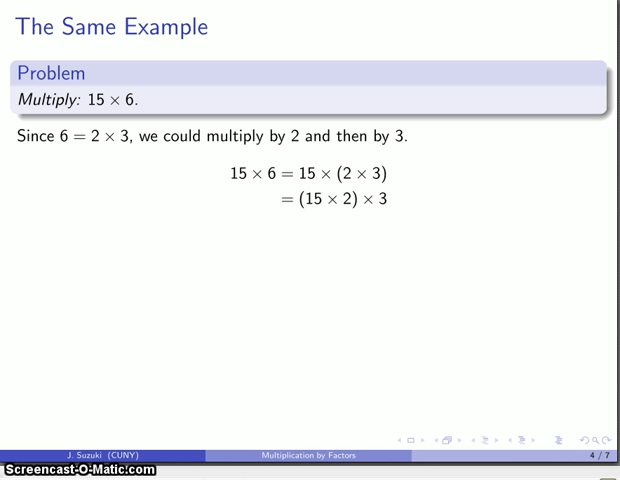 The Same Example
Problem
Multiply: 15 × 6.
Since 6 = 2 × 3, we could multiply by 2 and then by 3.
15 × 6 = 15 × (2 × 3)
= (15 × 2) × 3
J. Suzuki (CUNY) Multiplication by Factors 4 / 7
Screencast-O-Matic.com